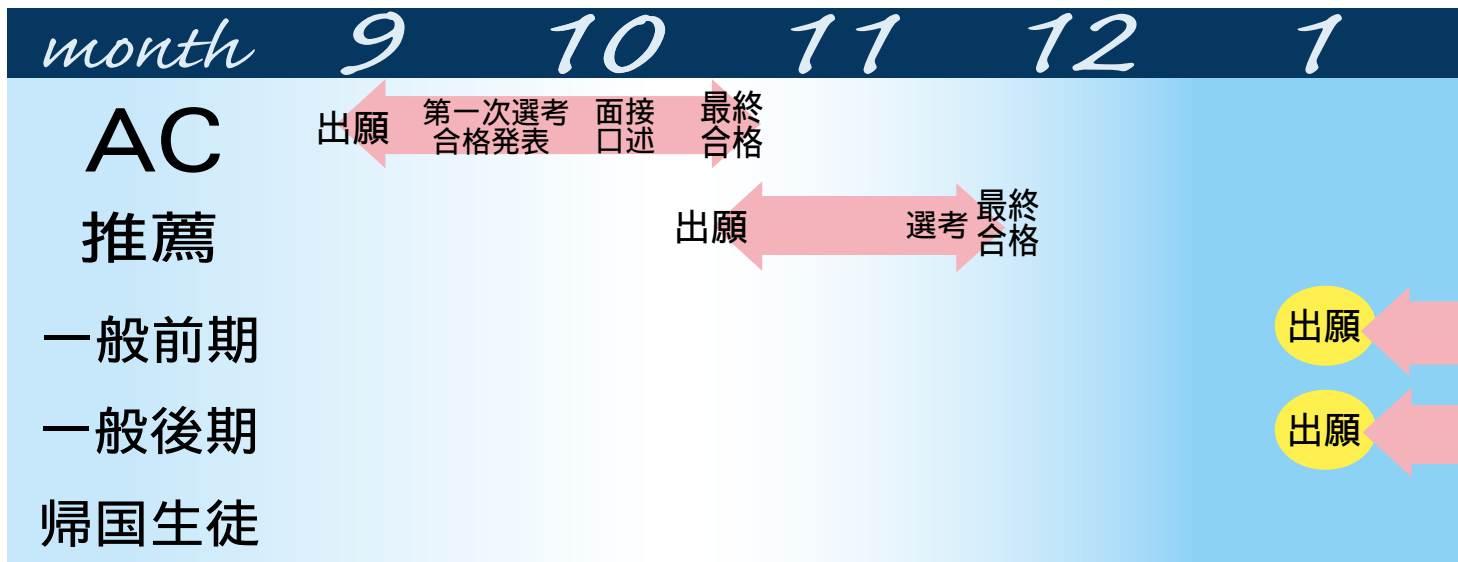 month 9 10 11 12 1
AC 出願 第一次選考 面接 最終
合格発表 口述 合格
推薦 出願 選考 最終
合格
一般前期 出願
一般後期 出願
帰国生徒